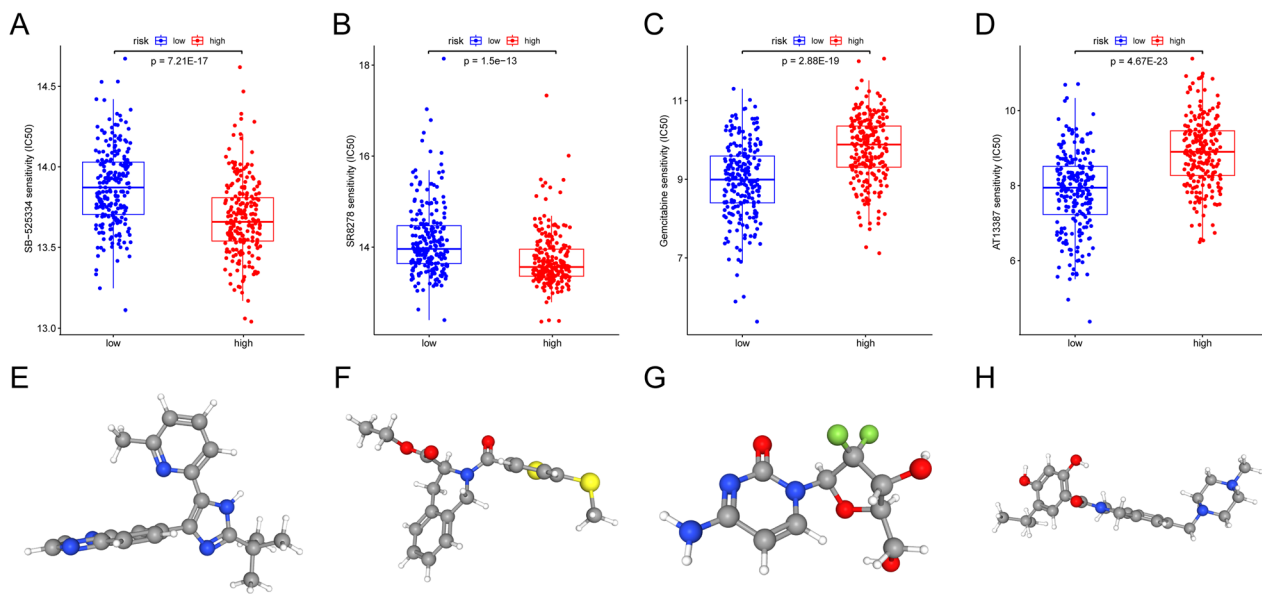 A
risk low high
p = 7.21E-17
SB-525334 sensitivity (IC50)
14.5
14.0
13.5
13.0
low high
B
risk low high
p = 1.5e-13
SR8278 sensitivity (IC50)
18
16
14
low high
C
risk low high
p = 2.88E-19
Gemcitabine sensitivity (IC50)
11
9
7
low high
D
risk low high
p = 4.67E-23
AT13387 sensitivity (IC50)
10
8
6
low high
E
F
G
H